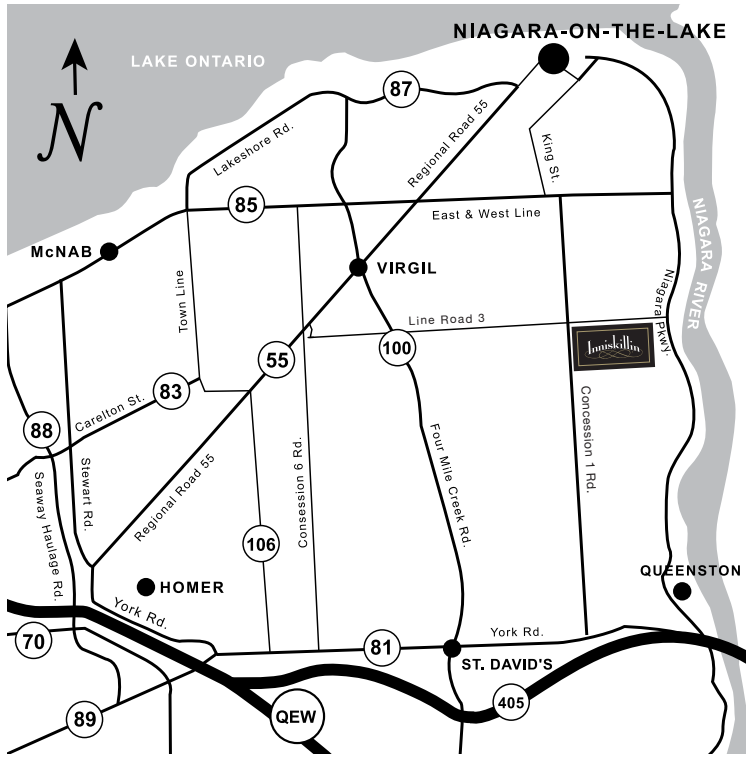 NIAGARA-ON-THE-LAKE
LAKE ONTARIO
N
87
Lakeshore Rd.
Regional Road 55
King St.
85
East & West Line
NIAGARA RIVER
McNAB
VIRGIL
Town Line
Niagara Pkwy.
Line Road 3
55
100
Inniskillin
83
Carelton St.
88
Concession 1 Rd.
Four Mile Creek Rd.
Consession 6 Rd.
Regional Road 55
Stewart Rd.
Seaway Haulage Rd.
106
HOMER
QUEENSTON
York Rd.
York Rd.
70
81
ST. DAVID'S
405
89
QEW